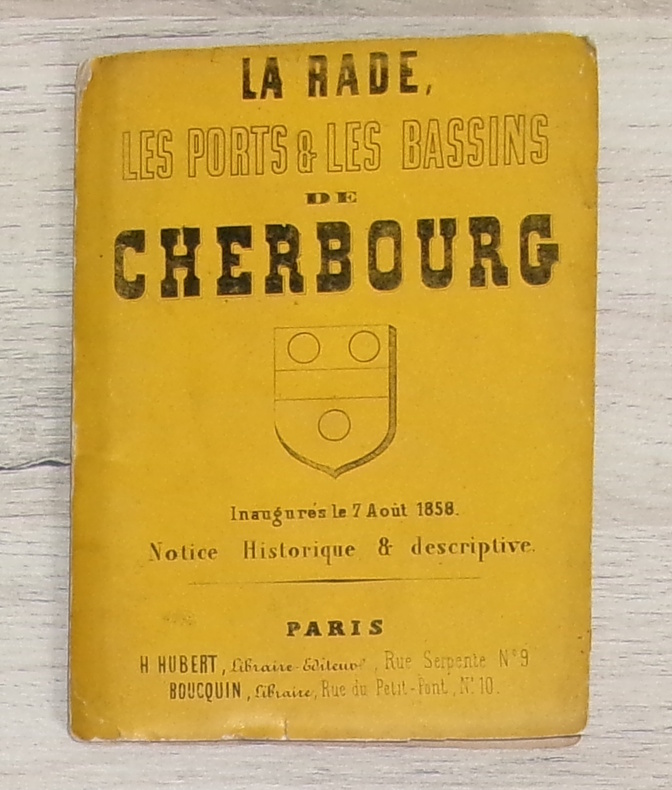 LA RADE,
LES PORTS & LES BASSINS
DE
CHERBOURG
Inaugurés le 7 Août 1858.
Notice Historique & descriptive.
PARIS
H HUBERT, Libraire-Editeur, Rue Serpente N° 9
BOUCQUIN, Libraire, Rue du Petit-Pont, N° 10.